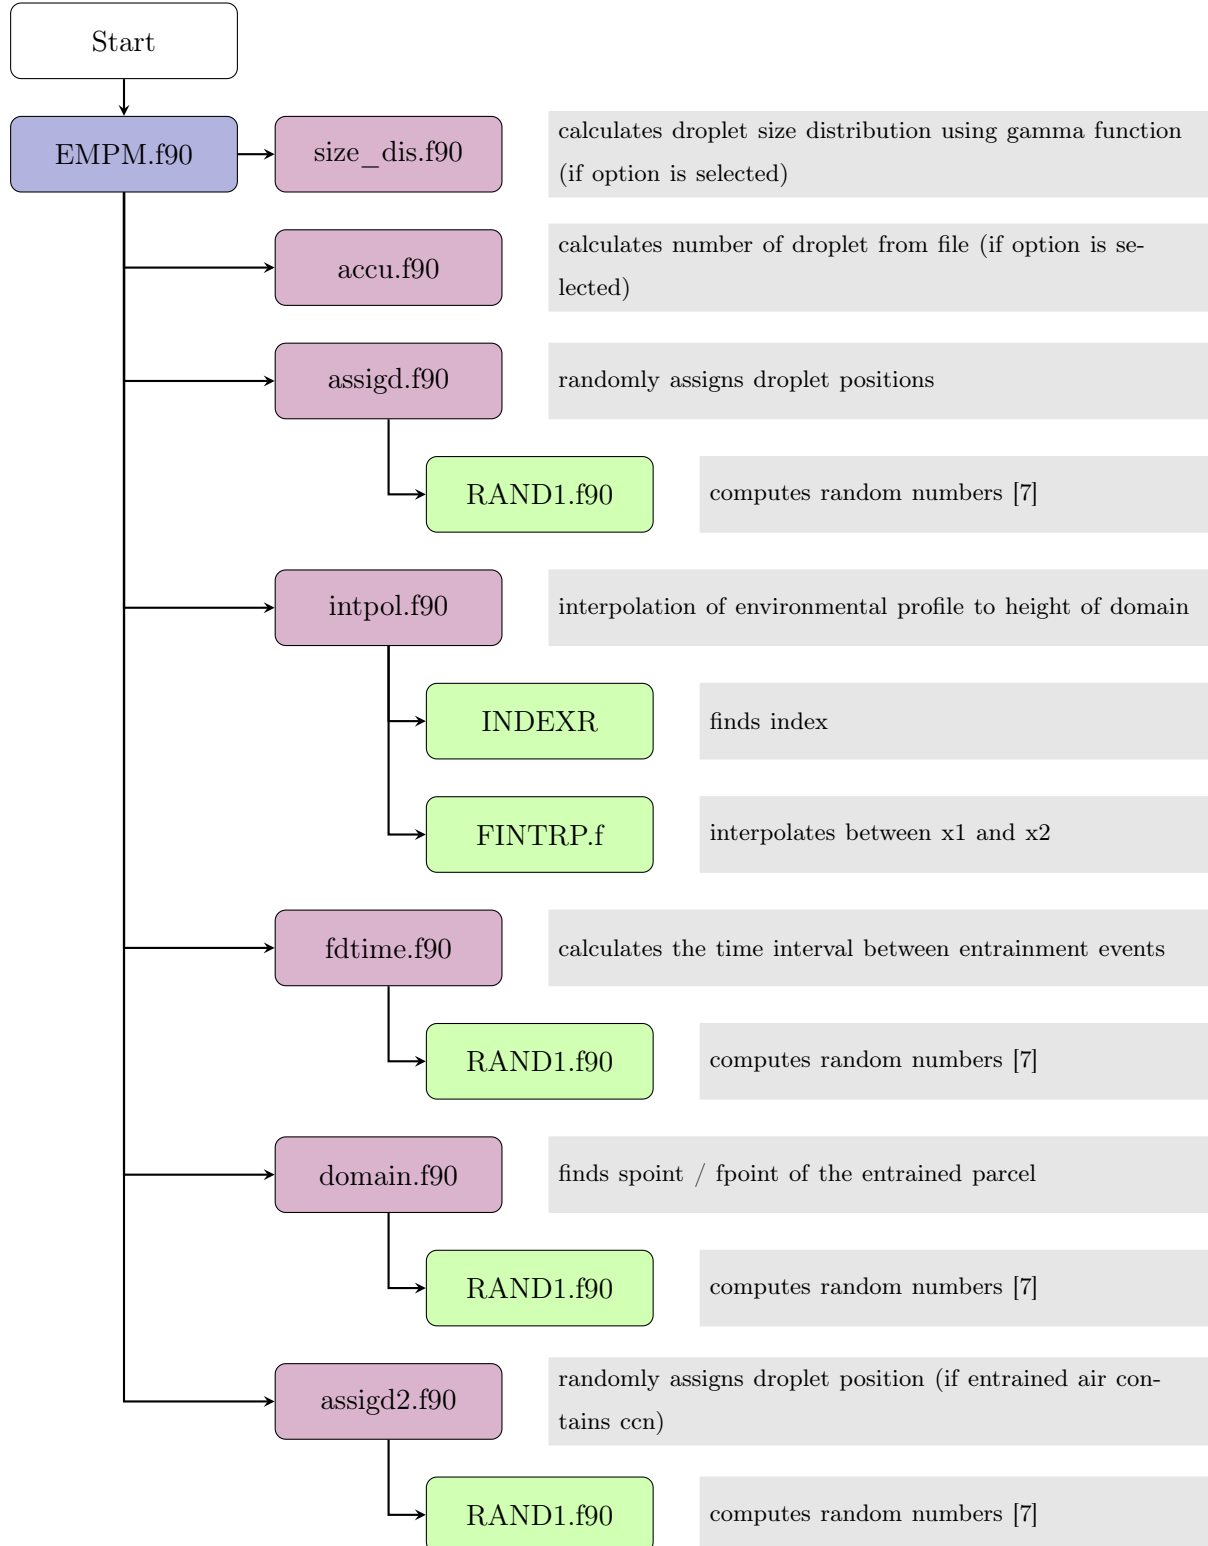 Start
EMPM.f90
size_dis.f90
calculates droplet size distribution using gamma function
(if option is selected)
accu.f90
calculates number of droplet from file (if option is se-
lected)
assigd.f90
randomly assigns droplet positions
RAND1.f90
computes random numbers [7]
intpol.f90
interpolation of environmental profile to height of domain
INDEXR
finds index
FINTRP.f
interpolates between x1 and x2
fdtime.f90
calculates the time interval between entrainment events
RAND1.f90
computes random numbers [7]
domain.f90
finds spoint / fpoint of the entrained parcel
RAND1.f90
computes random numbers [7]
assigd2.f90
randomly assigns droplet position (if entrained air con-
tains ccn)
RAND1.f90
computes random numbers [7]